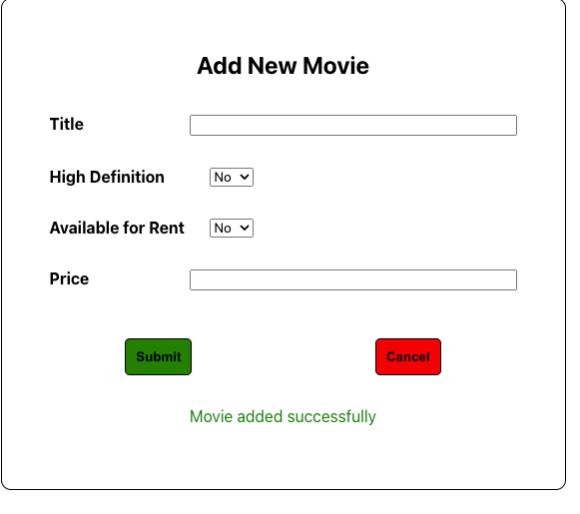 Add New Movie
Title
High Definition No
Available for Rent No
Price
Submit Cancel
Movie added successfully